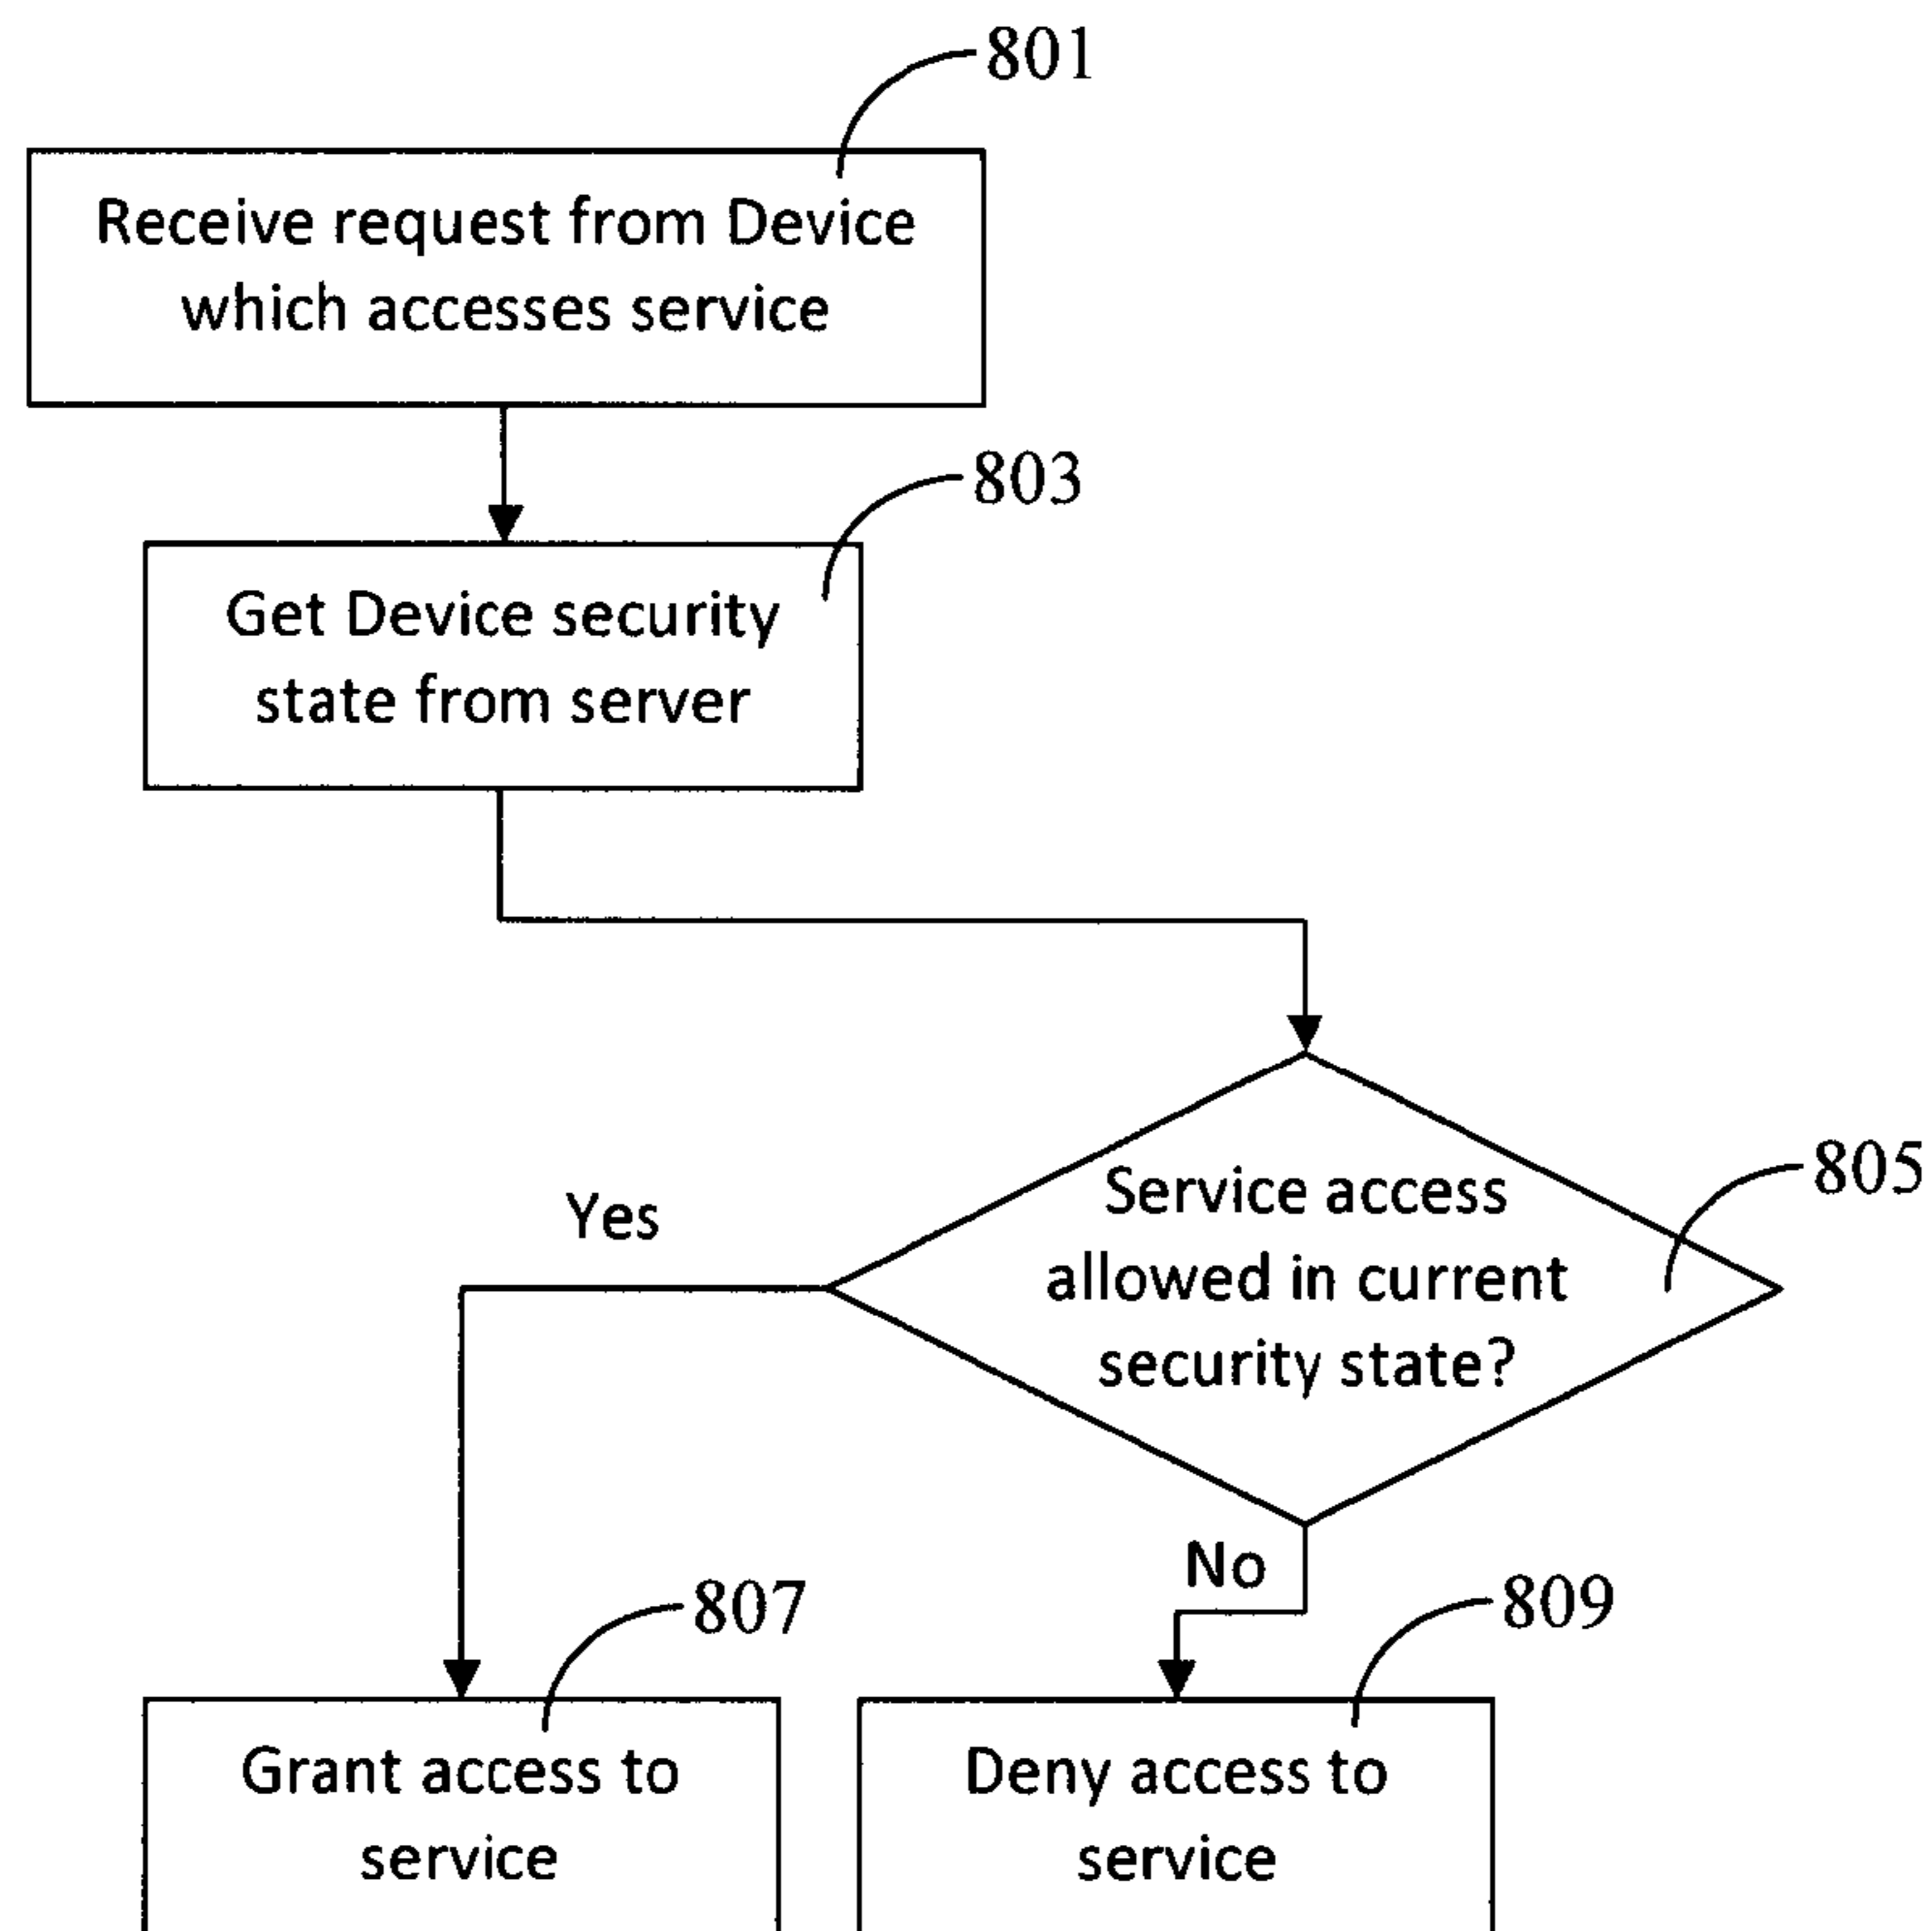 801
Receive request from Device
which accesses service
803
Get Device security
state from server
805
Service access
allowed in current
security state?
Yes
No
807
Grant access to
service
809
Deny access to
service